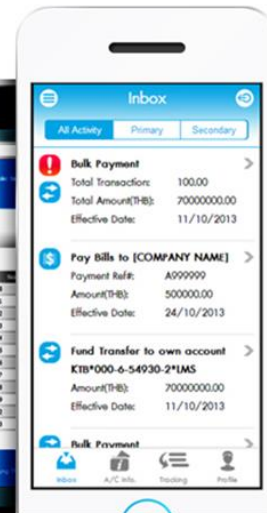 Inbox
All Activity Primary Secondary
Bulk Payment
Total Transaction: 100.00
Total Amount(THB): 70000000.00
Effective Date: 11/10/2013
Pay Bills to [COMPANY NAME]
Payment Ref#: A999999
Amount(THB): 500000.00
Effective Date: 24/10/2013
Fund Transfer to own account
KTB*000-6-54930-2*LMS
Amount(THB): 70000000.00
Effective Date: 11/10/2013
Bulk Payment
Inbox A/C Info. Tracking Profile